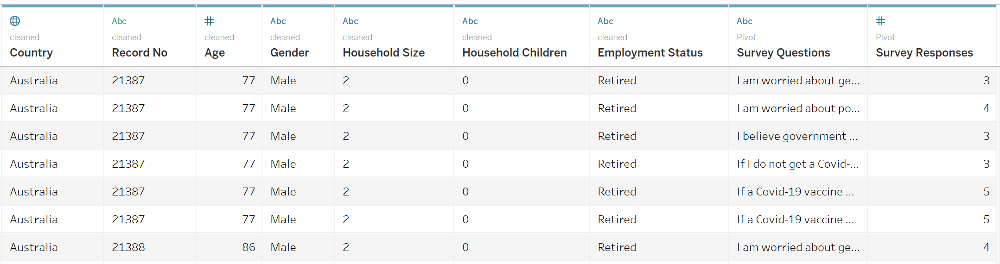 Abc Abc Abc Abc Abc Abc
cleaned cleaned cleaned cleaned cleaned cleaned cleaned Pivot Pivot
Country Record No Age Gender Household Size Household Children Employment Status Survey Questions Survey Responses
Australia 21387 77 Male 2 0 Retired I am worried about ge... 3
Australia 21387 77 Male 2 0 Retired I am worried about po... 4
Australia 21387 77 Male 2 0 Retired I believe government ... 3
Australia 21387 77 Male 2 0 Retired If I do not get a Covid-... 3
Australia 21387 77 Male 2 0 Retired If a Covid-19 vaccine ... 5
Australia 21387 77 Male 2 0 Retired If a Covid-19 vaccine ... 5
Australia 21388 86 Male 2 0 Retired I am worried about ge... 4